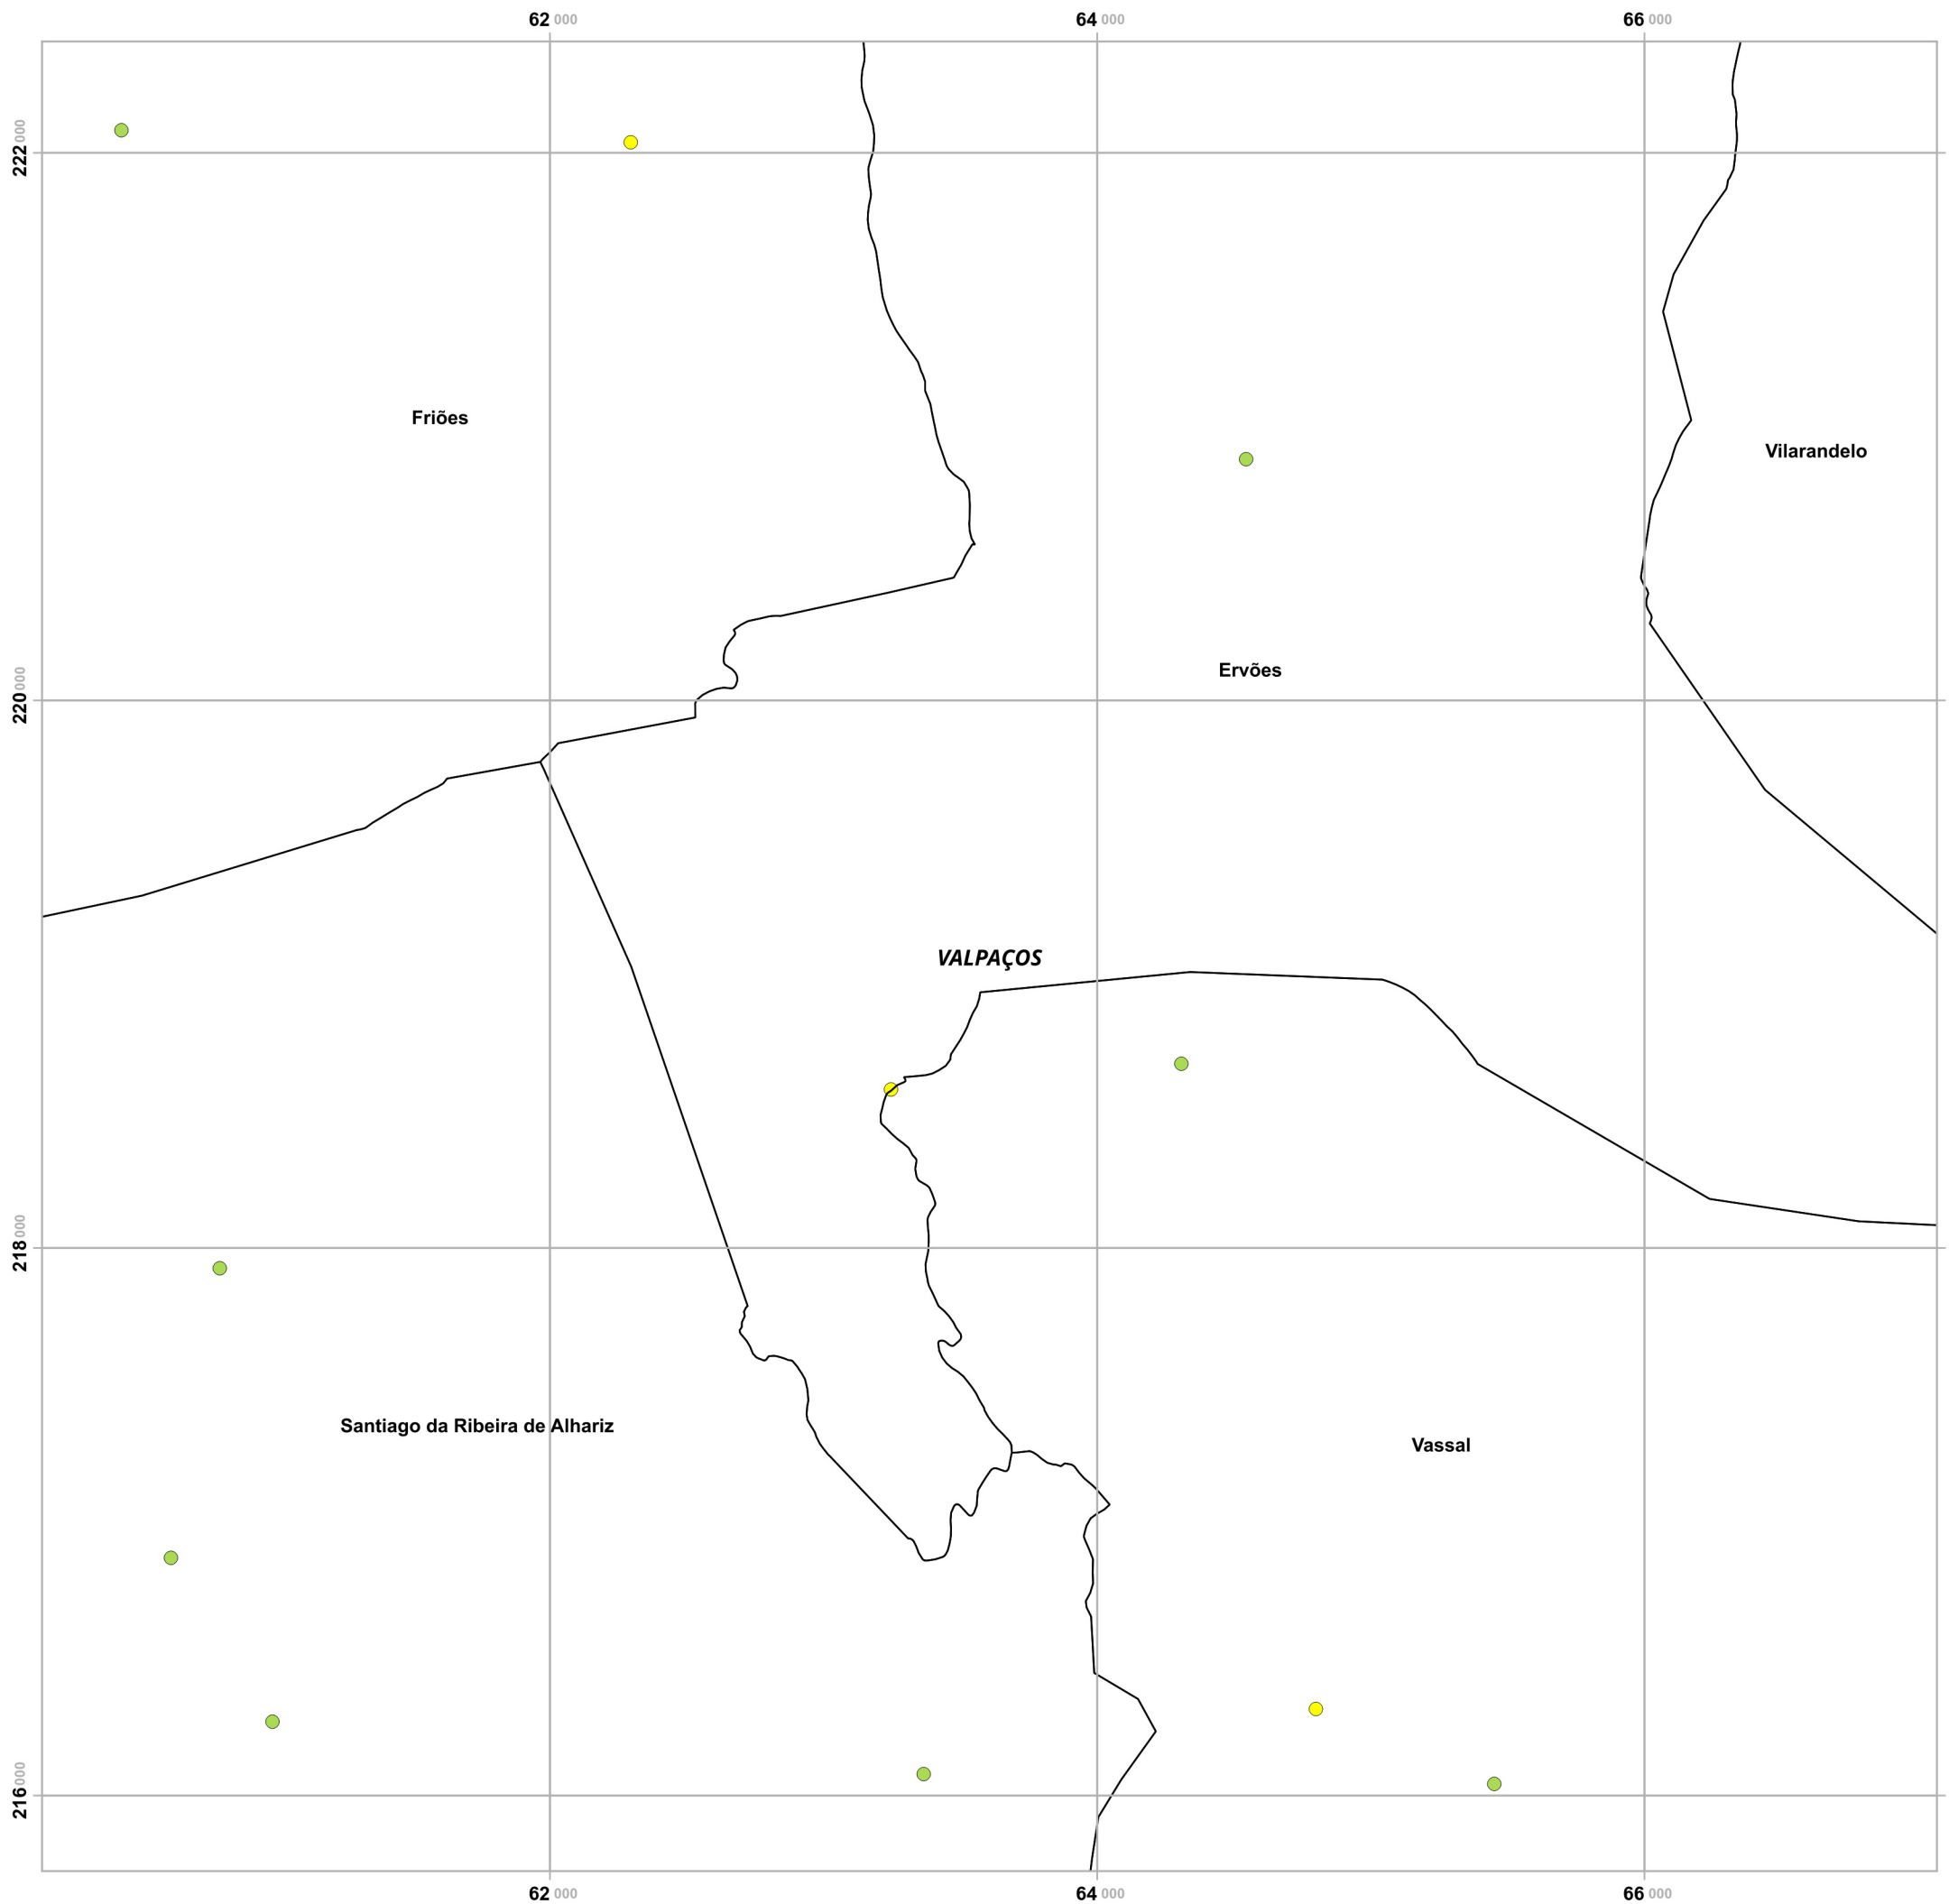 62 000 64 000 66 000
222 000
Friões
Vilarandelo
Ervões
220 000
VALPAÇOS
218 000
Santiago da Ribeira de Alhariz
Vassal
216 000
62 000 64 000 66 000